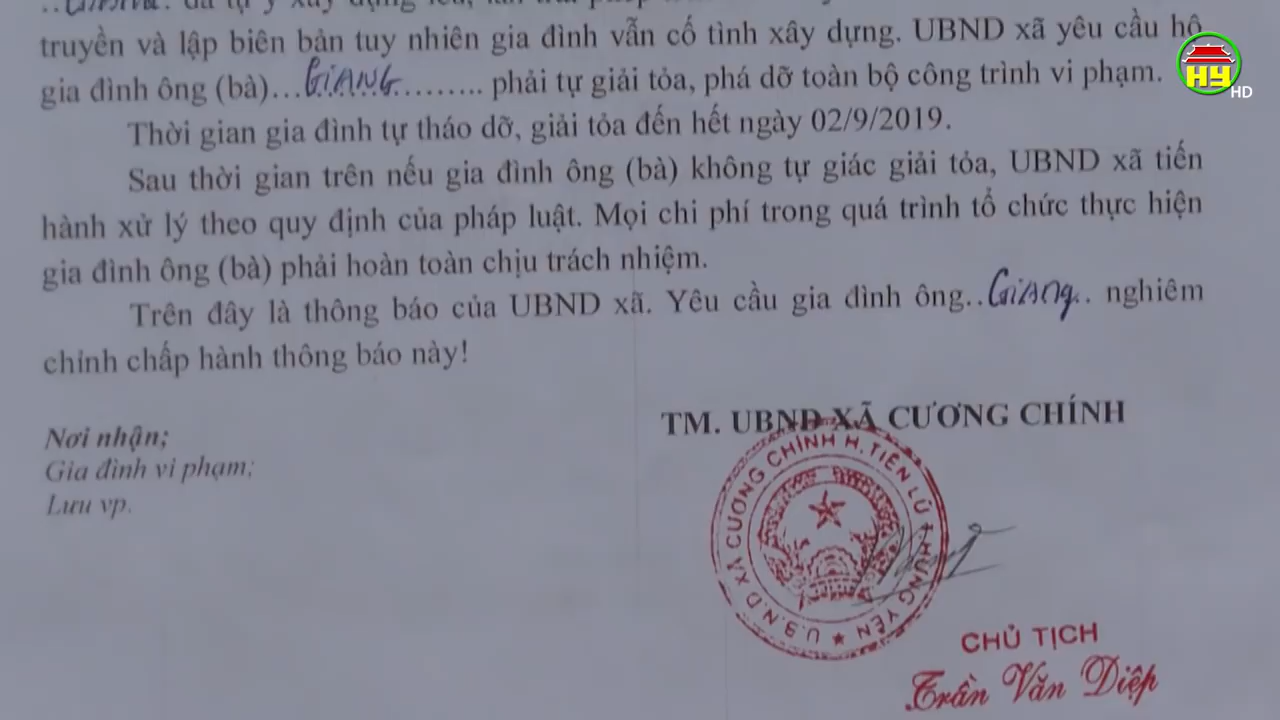 truyền và lập biên bản tuy nhiên gia đình vẫn cố tình xây dựng. UBND xã yêu cầu hộ
gia đình ông (bà)...GIANG.......... phải tự giải tỏa, phá dỡ toàn bộ công trình vi phạm.
Thời gian gia đình tự tháo dỡ, giải tỏa đến hết ngày 02/9/2019.
Sau thời gian trên nếu gia đình ông (bà) không tự giác giải tỏa, UBND xã tiến
hành xử lý theo quy định của pháp luật. Mọi chi phí trong quá trình tổ chức thực hiện
gia đình ông (bà) phải hoàn toàn chịu trách nhiệm.
Trên đây là thông báo của UBND xã. Yêu cầu gia đình ông..Giang.. nghiêm
chỉnh chấp hành thông báo này!
TM. UBND XÃ CƯƠNG CHÍNH
Nơi nhận;
Gia đình vi phạm;
Lưu vp.
U.B.N.D XÃ CƯƠNG CHÍNH H. TIÊN LỮ T. HƯNG YÊN
CHỦ TỊCH
Trần Văn Diệp
HY
HD